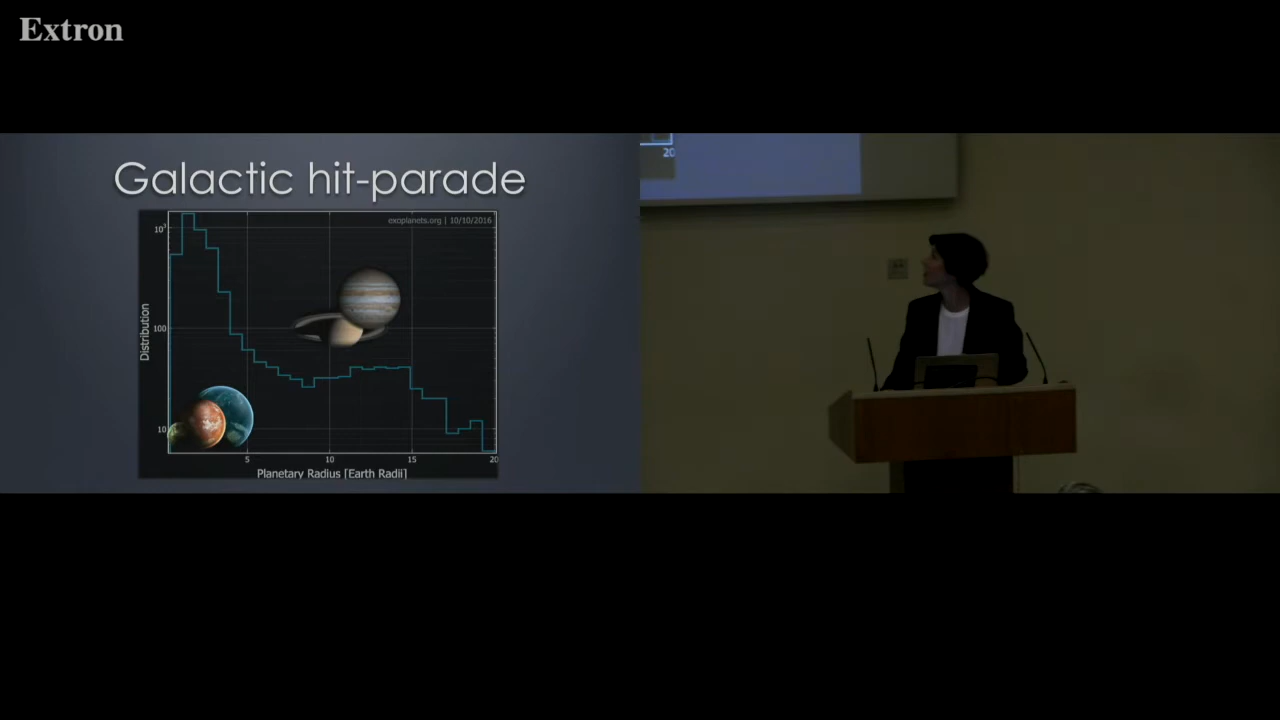 Extron
Galactic hit-parade
exoplanets.org | 10/10/2016
10³
100
10
Distribution
5
10
15
20
Planetary Radius [Earth Radii]
20